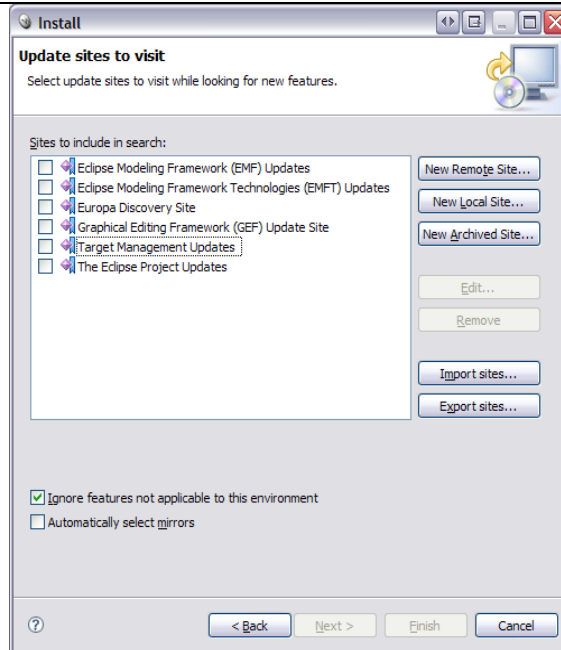 Install
Update sites to visit
Select update sites to visit while looking for new features.
Sites to include in search:
Eclipse Modeling Framework (EMF) Updates
Eclipse Modeling Framework Technologies (EMFT) Updates
Europa Discovery Site
Graphical Editing Framework (GEF) Update Site
Target Management Updates
The Eclipse Project Updates
New Remote Site...
New Local Site...
New Archived Site...
Edit...
Remove
Import sites...
Export sites...
Ignore features not applicable to this environment
Automatically select mirrors
? < Back Next > Finish Cancel